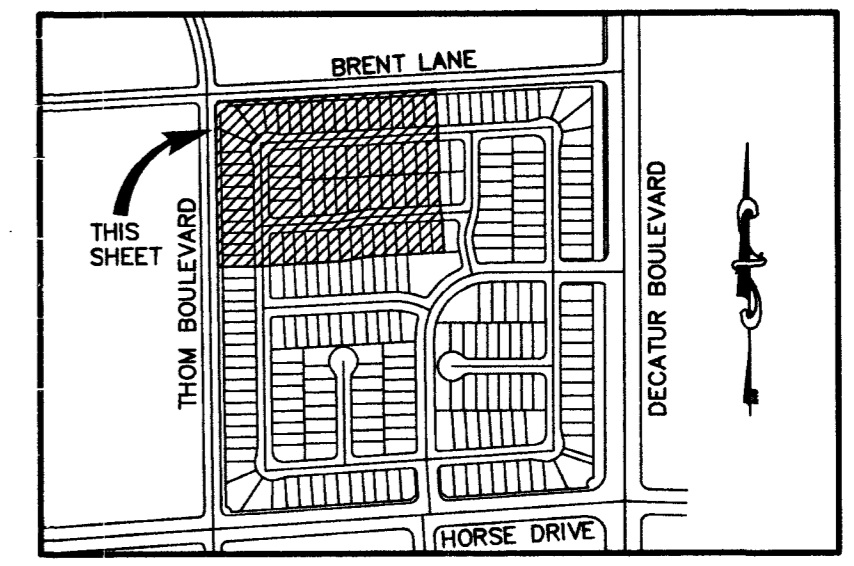 BRENT LANE
THIS
SHEET
THOM BOULEVARD
DECATUR BOULEVARD
HORSE DRIVE